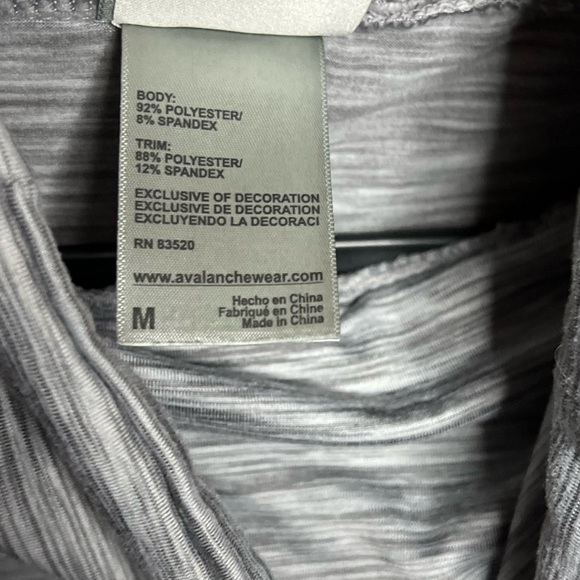 BODY:
92% POLYESTER/
8% SPANDEX
TRIM:
88% POLYESTER/
12% SPANDEX
EXCLUSIVE OF DECORATION
EXCLUSIVE DE DECORATION
EXCLUYENDO LA DECORACI
RN 83520
www.avalanchewear.com
M
Hecho en China
Fabriqué en Chine
Made in China